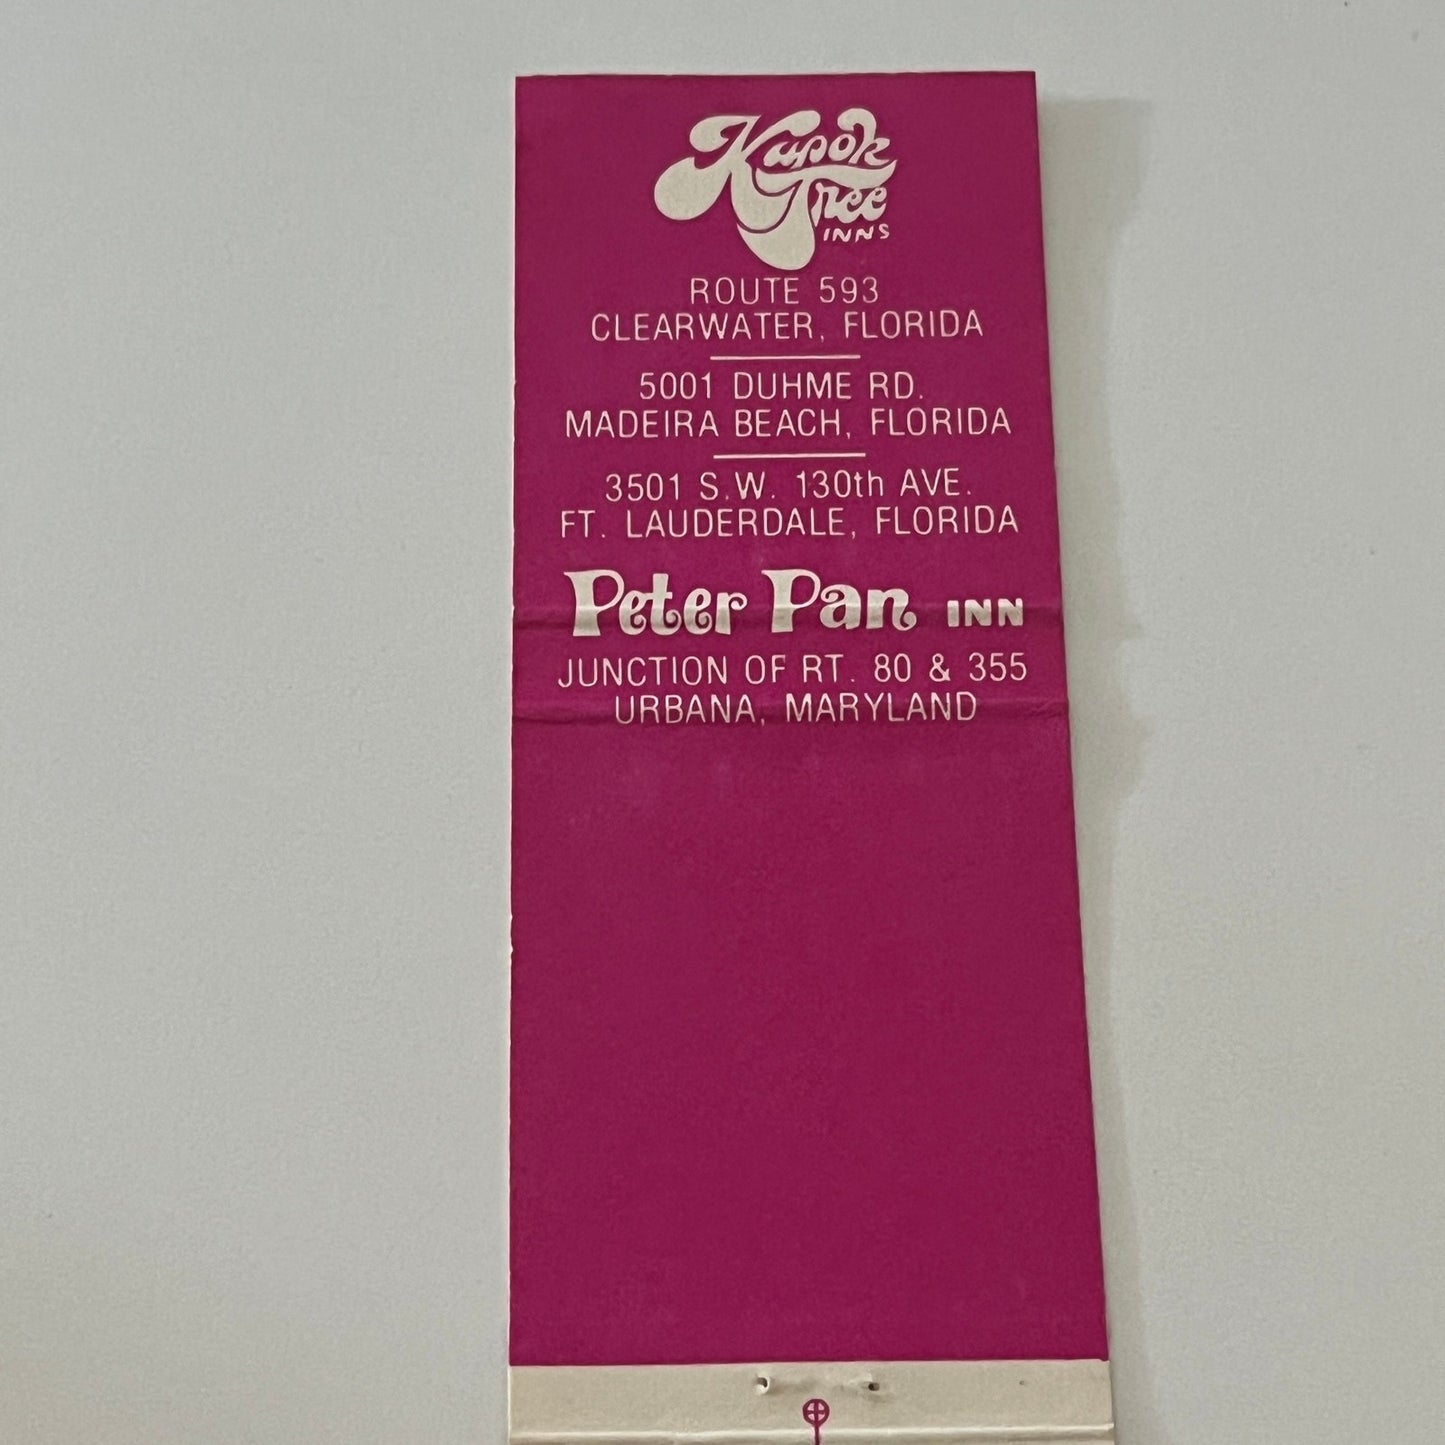 Kapok
Tree
INNS
ROUTE 593
CLEARWATER, FLORIDA
5001 DUHME RD.
MADEIRA BEACH, FLORIDA
3501 S.W. 130th AVE.
FT. LAUDERDALE, FLORIDA
Peter Pan INN
JUNCTION OF RT. 80 & 355
URBANA, MARYLAND